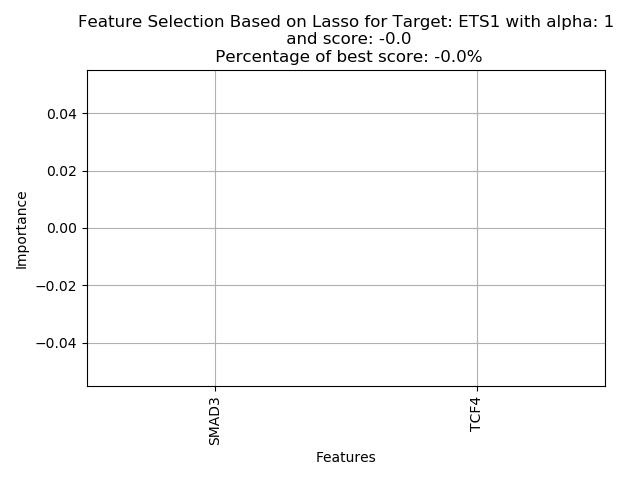 Feature Selection Based on Lasso for Target: ETS1 with alpha: 1
and score: -0.0
Percentage of best score: -0.0%
0.04
0.02
0.00
−0.02
−0.04
Importance
SMAD3
TCF4
Features